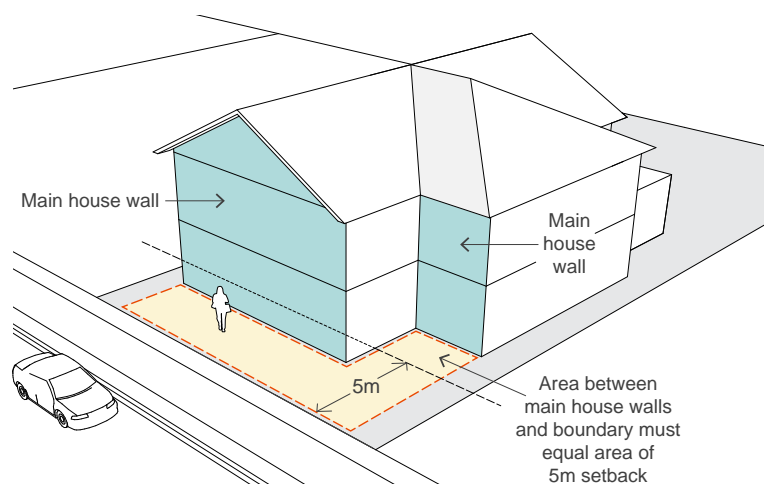 Main house wall
Main
house
wall
5m
Area between
main house walls
and boundary must
equal area of
5m setback